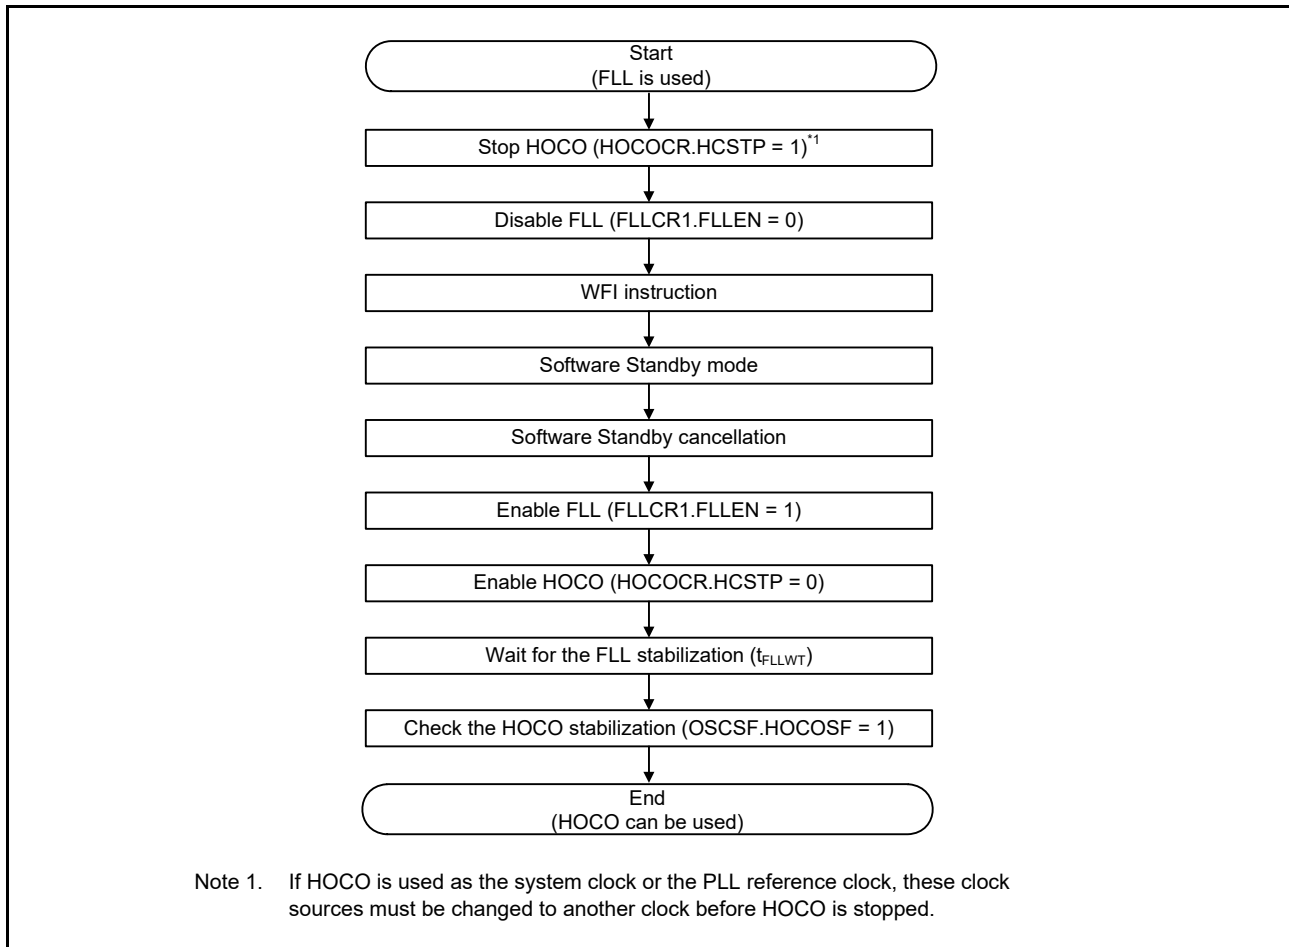 Start
(FLL is used)
Stop HOCO (HOCOCR.HCSTP = 1)*1
Disable FLL (FLLCR1.FLLEN = 0)
WFI instruction
Software Standby mode
Software Standby cancellation
Enable FLL (FLLCR1.FLLEN = 1)
Enable HOCO (HOCOCR.HCSTP = 0)
Wait for the FLL stabilization (tFLLWT)
Check the HOCO stabilization (OSCSF.HOCOSF = 1)
End
(HOCO can be used)
Note 1. If HOCO is used as the system clock or the PLL reference clock, these clock
sources must be changed to another clock before HOCO is stopped.